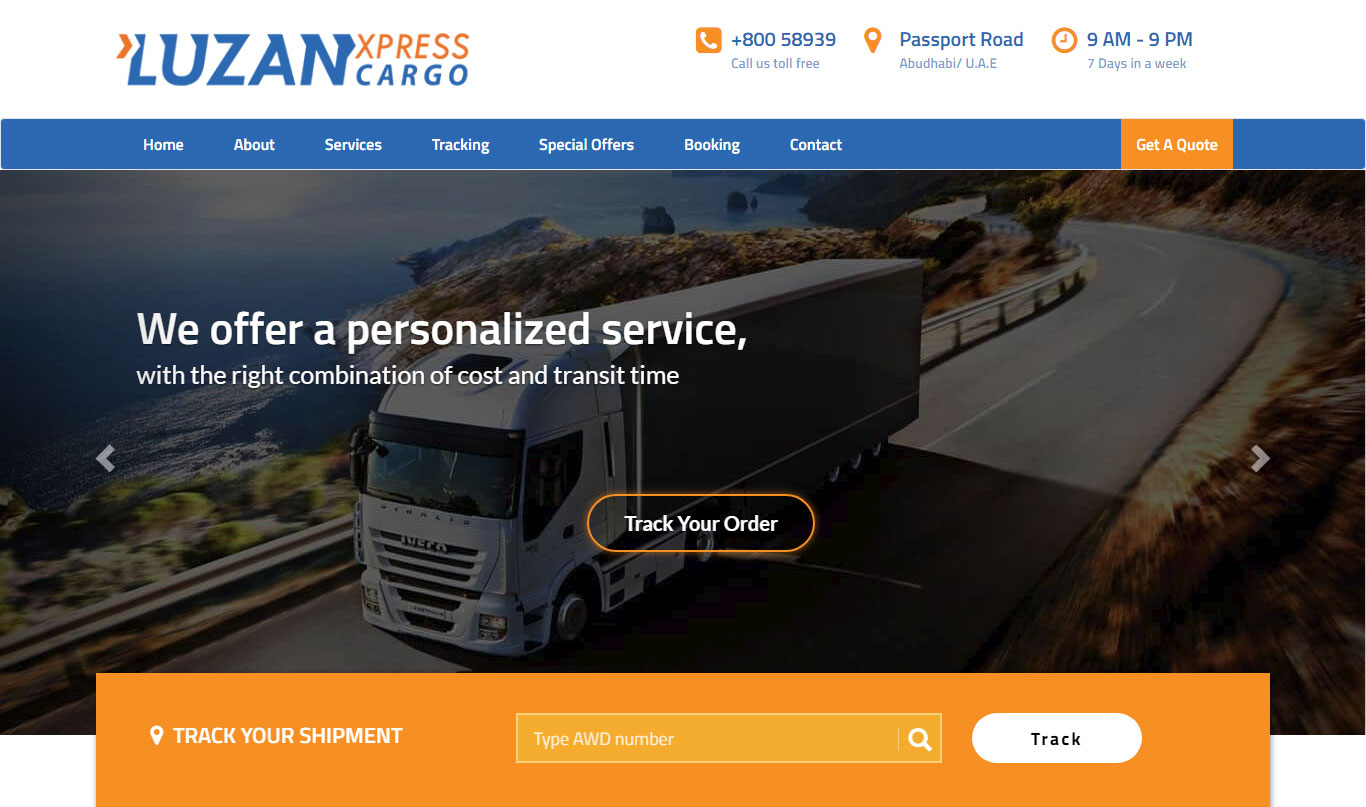 LUZAN XPRESS
CARGO
+800 58939
Call us toll free
Passport Road
Abudhabi/ U.A.E
9 AM - 9 PM
7 Days in a week
Home
About
Services
Tracking
Special Offers
Booking
Contact
Get A Quote
We offer a personalized service,
with the right combination of cost and transit time
STRALIS
IVECO
Track Your Order
TRACK YOUR SHIPMENT
Type AWD number
Track